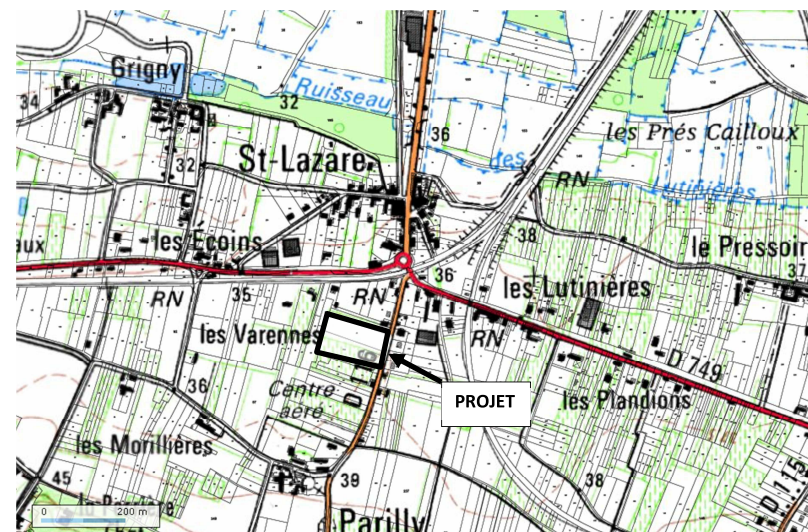 RN
Grigny
Ruisseau
34
32
36
les Prés Cailloux
St-Lazare
des
32
RN
Lutinières
38
les Ecoins
le Pressoir
aux
36
37
RN
35
RN
les Lutinières
les Varennes
RN
D 749
36
Centre
aéré
PROJET
les Plandions
les Morillières
45
39
38
D 115
0
200 m
Parilly